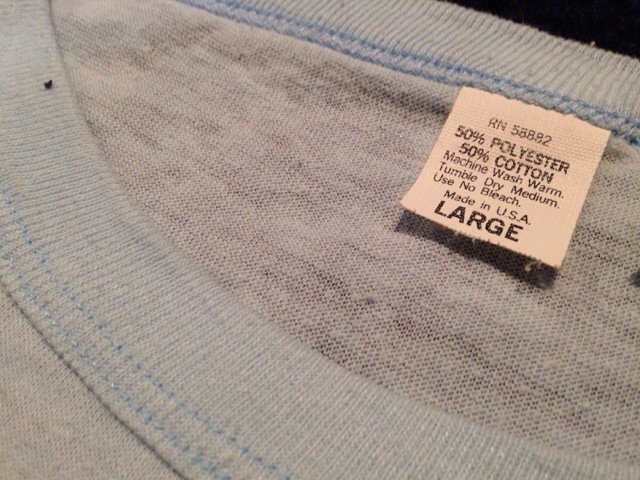 RN 58882
50% POLYESTER
50% COTTON
Machine Wash Warm.
Tumble Dry Medium.
Use No Bleach.
Made in U.S.A.
LARGE